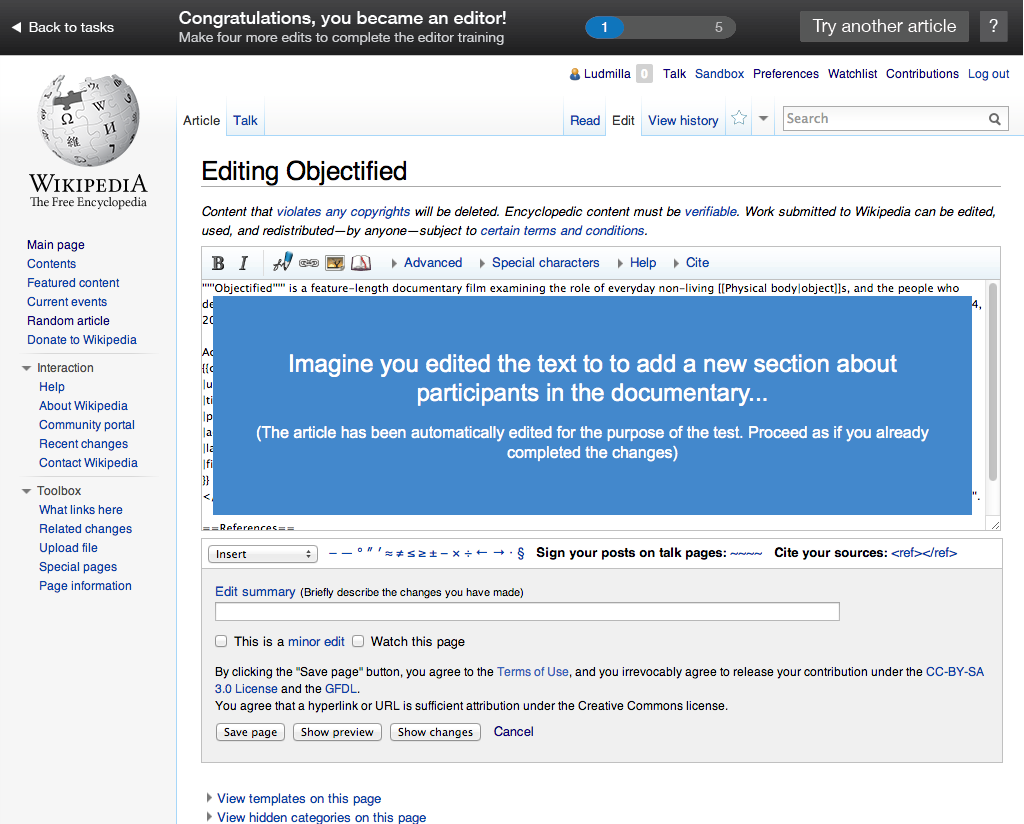 Back to tasks
Congratulations, you became an editor!
Make four more edits to complete the editor training
1 5
Try another article
?
Ludmilla 0 Talk Sandbox Preferences Watchlist Contributions Log out
Article Talk Read Edit View history Search
Ω W И 維
WIKIPEDIA
The Free Encyclopedia
Main page
Contents
Featured content
Current events
Random article
Donate to Wikipedia
Interaction
Help
About Wikipedia
Community portal
Recent changes
Contact Wikipedia
Toolbox
What links here
Related changes
Upload file
Special pages
Page information
Editing Objectified
Content that violates any copyrights will be deleted. Encyclopedic content must be verifiable. Work submitted to Wikipedia can be edited,
used, and redistributed—by anyone—subject to certain terms and conditions.
B I Advanced Special characters Help Cite
"""Objectified""" is a feature-length documentary film examining the role of everyday non-living [[Physical body|object]]s, and the people who
de 4,
20
Ac
{{c
|u
|ti
|p
|a
|la
|fi
}}
</ ".
==References==
Imagine you edited the text to to add a new section about
participants in the documentary...
(The article has been automatically edited for the purpose of the test. Proceed as if you already
completed the changes)
Insert – — ° ″ ′ ≈ ≠ ≤ ≥ ± − × ÷ ← → · § Sign your posts on talk pages: ~~~~ Cite your sources: <ref></ref>
Edit summary (Briefly describe the changes you have made)
This is a minor edit Watch this page
By clicking the "Save page" button, you agree to the Terms of Use, and you irrevocably agree to release your contribution under the CC-BY-SA
3.0 License and the GFDL.
You agree that a hyperlink or URL is sufficient attribution under the Creative Commons license.
Save page Show preview Show changes Cancel
View templates on this page
View hidden categories on this page